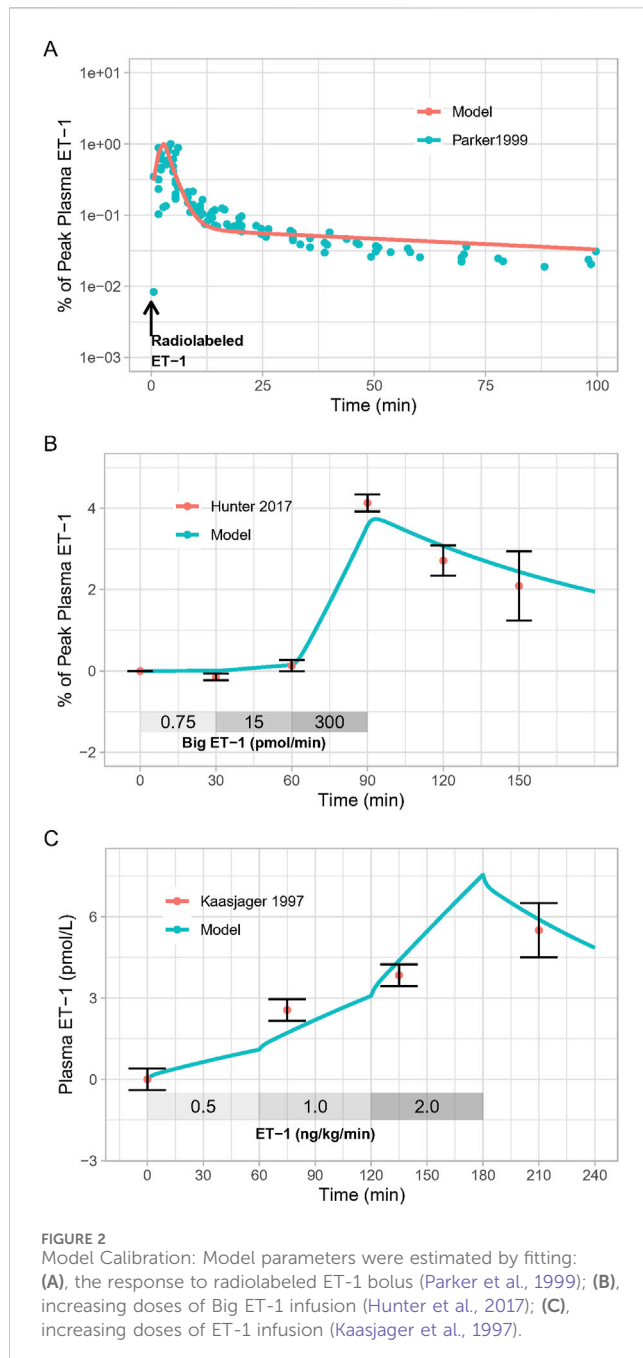 A
% of Peak Plasma ET−1
1e+01
1e+00
1e−01
1e−02
1e−03
Model
Parker1999
Radiolabeled
ET−1
0 25 50 75 100
Time (min)
B
% of Peak Plasma ET−1
4
2
0
−2
Hunter 2017
Model
0.75 15 300
Big ET−1 (pmol/min)
0 30 60 90 120 150
Time (min)
C
Plasma ET−1 (pmol/L)
6
3
0
−3
Kaasjager 1997
Model
0.5 1.0 2.0
ET−1 (ng/kg/min)
0 30 60 90 120 150 180 210 240
Time (min)
FIGURE 2
Model Calibration: Model parameters were estimated by fitting:
(A), the response to radiolabeled ET-1 bolus (Parker et al., 1999); (B),
increasing doses of Big ET-1 infusion (Hunter et al., 2017); (C),
increasing doses of ET-1 infusion (Kaasjager et al., 1997).